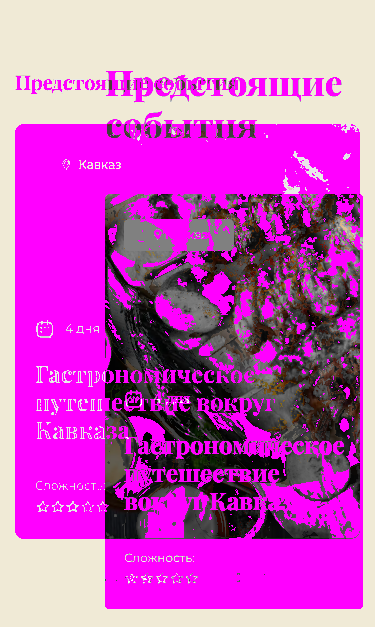 Предстоящие события
Предстоящие
события
Кавказ
4 дня
Гастрономическое
путешествие вокруг
Кавказа
Гастрономическое
путешествие
вокруг Кавказа
Сложность:
Сложность: